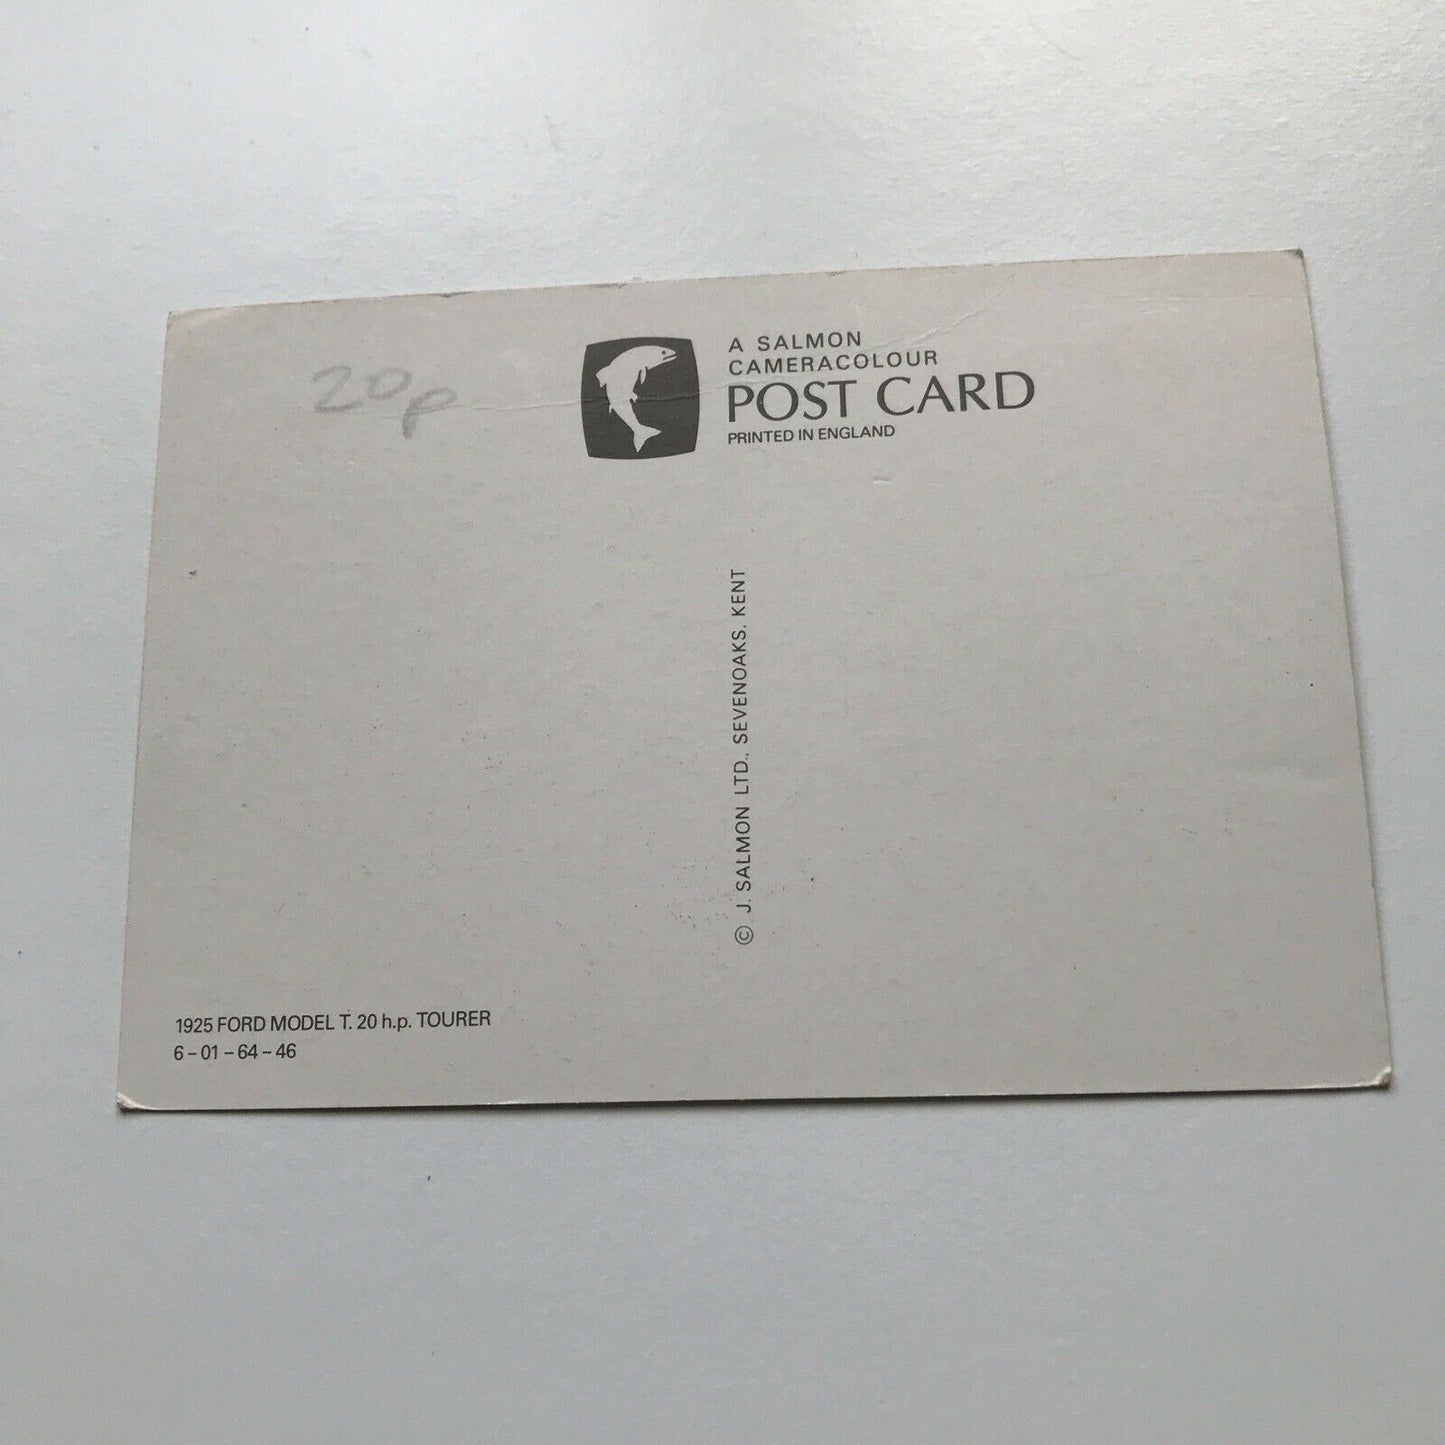 20p
A SALMON
CAMERACOLOUR
POST CARD
PRINTED IN ENGLAND
© J. SALMON LTD., SEVENOAKS, KENT
1925 FORD MODEL T. 20 h.p. TOURER
6 – 01 – 64 – 46